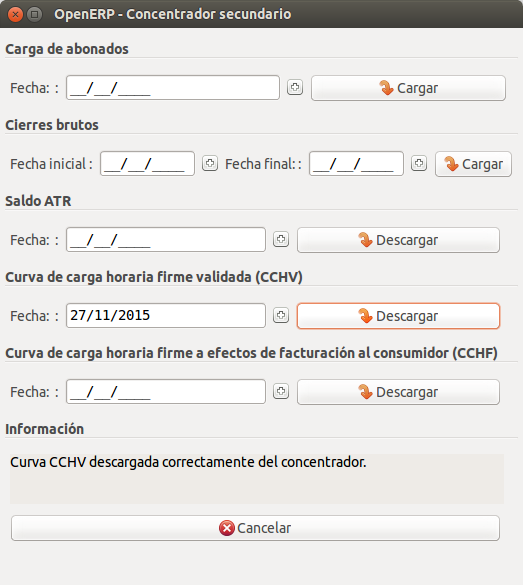 OpenERP - Concentrador secundario
Carga de abonados
Fecha: : __/__/____ Cargar
Cierres brutos
Fecha inicial : __/__/____ Fecha final: : __/__/____ Cargar
Saldo ATR
Fecha: : __/__/____ Descargar
Curva de carga horaria firme validada (CCHV)
Fecha: : 27/11/2015 Descargar
Curva de carga horaria firme a efectos de facturación al consumidor (CCHF)
Fecha: : __/__/____ Descargar
Información
Curva CCHV descargada correctamente del concentrador.
Cancelar